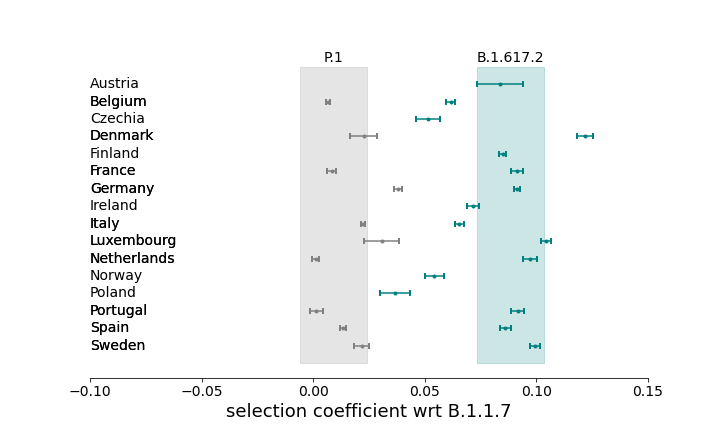 P.1 B.1.617.2
Austria
Belgium
Czechia
Denmark
Finland
France
Germany
Ireland
Italy
Luxembourg
Netherlands
Norway
Poland
Portugal
Spain
Sweden
−0.10 −0.05 0.00 0.05 0.10 0.15
selection coefficient wrt B.1.1.7